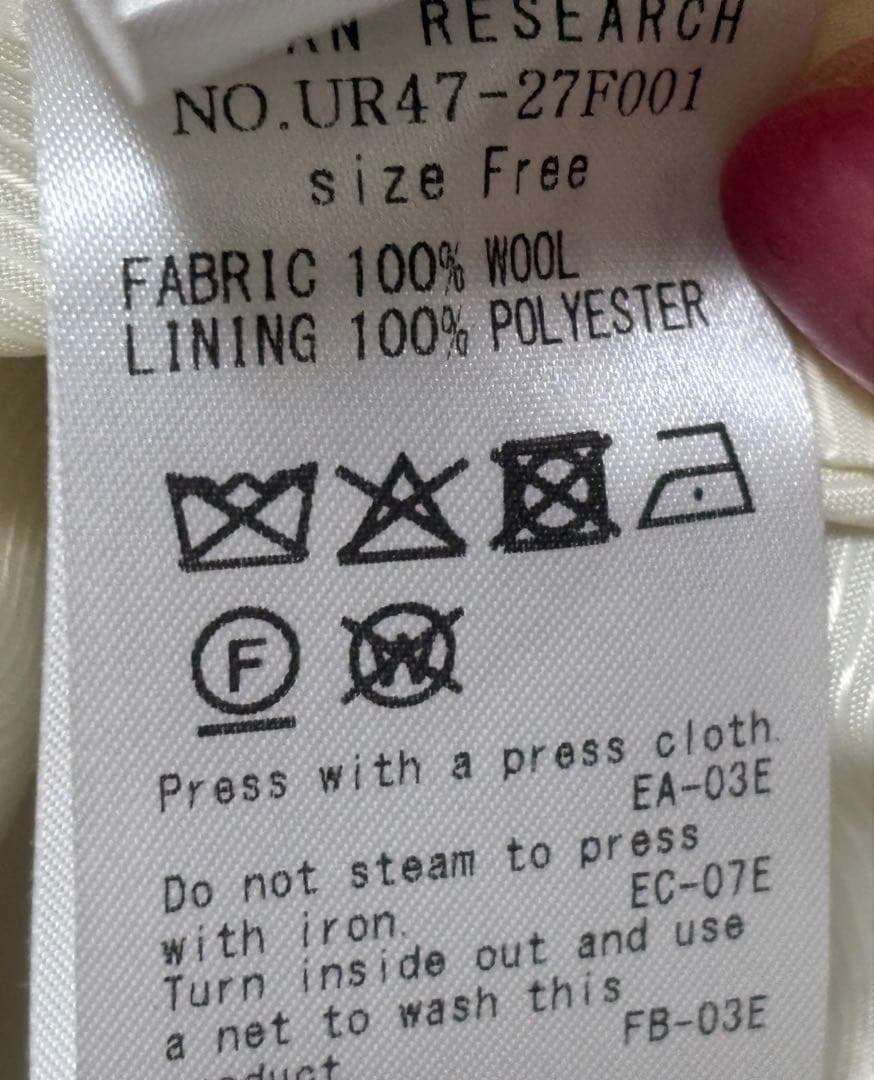 RESEARCH
NO.UR47-27F001
size Free
FABRIC 100% WOOL
LINING 100% POLYESTER
F
W
Press with a press cloth.
EA-03E
Do not steam to press
EC-07E
with iron.
Turn inside out and use
a net to wash this
FB-03E